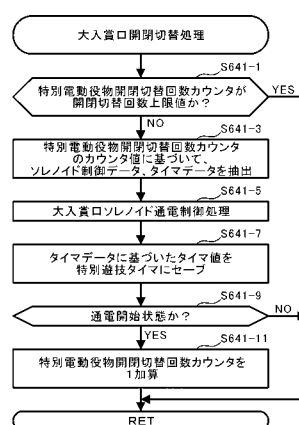 大入賞口開閉切替処理
S641-1
特別電動役物開閉切替回数カウンタが
開閉切替回数上限値か?
YES
NO
S641-3
特別電動役物開閉切替回数カウンタ
のカウンタ値に基づいて、
ソレノイド制御データ、タイマデータを抽出
S641-5
大入賞口ソレノイド通電制御処理
S641-7
タイマデータに基づいたタイマ値を
特別遊技タイマにセーブ
S641-9
通電開始状態か?
NO
YES
S641-11
特別電動役物開閉切替回数カウンタを
1加算
RET